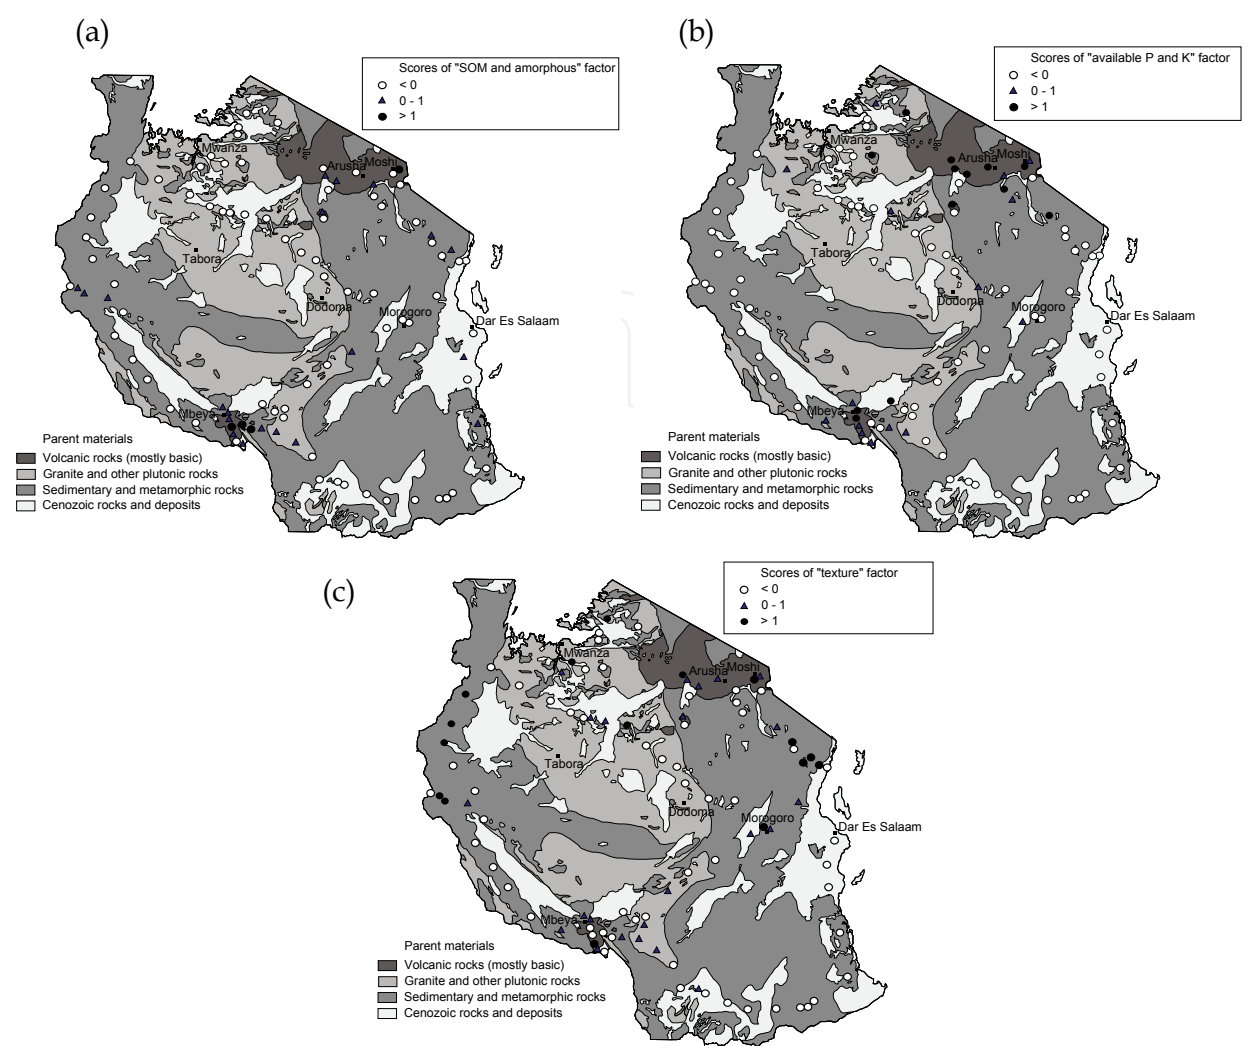 (a)
Scores of "SOM and amorphous" factor
< 0
0 - 1
> 1
Mwanza
Arusha
Moshi
Tabora
Dodoma
Morogoro
Dar Es Salaam
Mbeya
Parent materials
Volcanic rocks (mostly basic)
Granite and other plutonic rocks
Sedimentary and metamorphic rocks
Cenozoic rocks and deposits
(b)
Scores of "available P and K" factor
< 0
0 - 1
> 1
Mwanza
Arusha
Moshi
Tabora
Dodoma
Morogoro
Dar Es Salaam
Mbeya
Parent materials
Volcanic rocks (mostly basic)
Granite and other plutonic rocks
Sedimentary and metamorphic rocks
Cenozoic rocks and deposits
(c)
Scores of "texture" factor
< 0
0 - 1
> 1
Mwanza
Arusha
Moshi
Tabora
Dodoma
Morogoro
Dar Es Salaam
Mbeya
Parent materials
Volcanic rocks (mostly basic)
Granite and other plutonic rocks
Sedimentary and metamorphic rocks
Cenozoic rocks and deposits